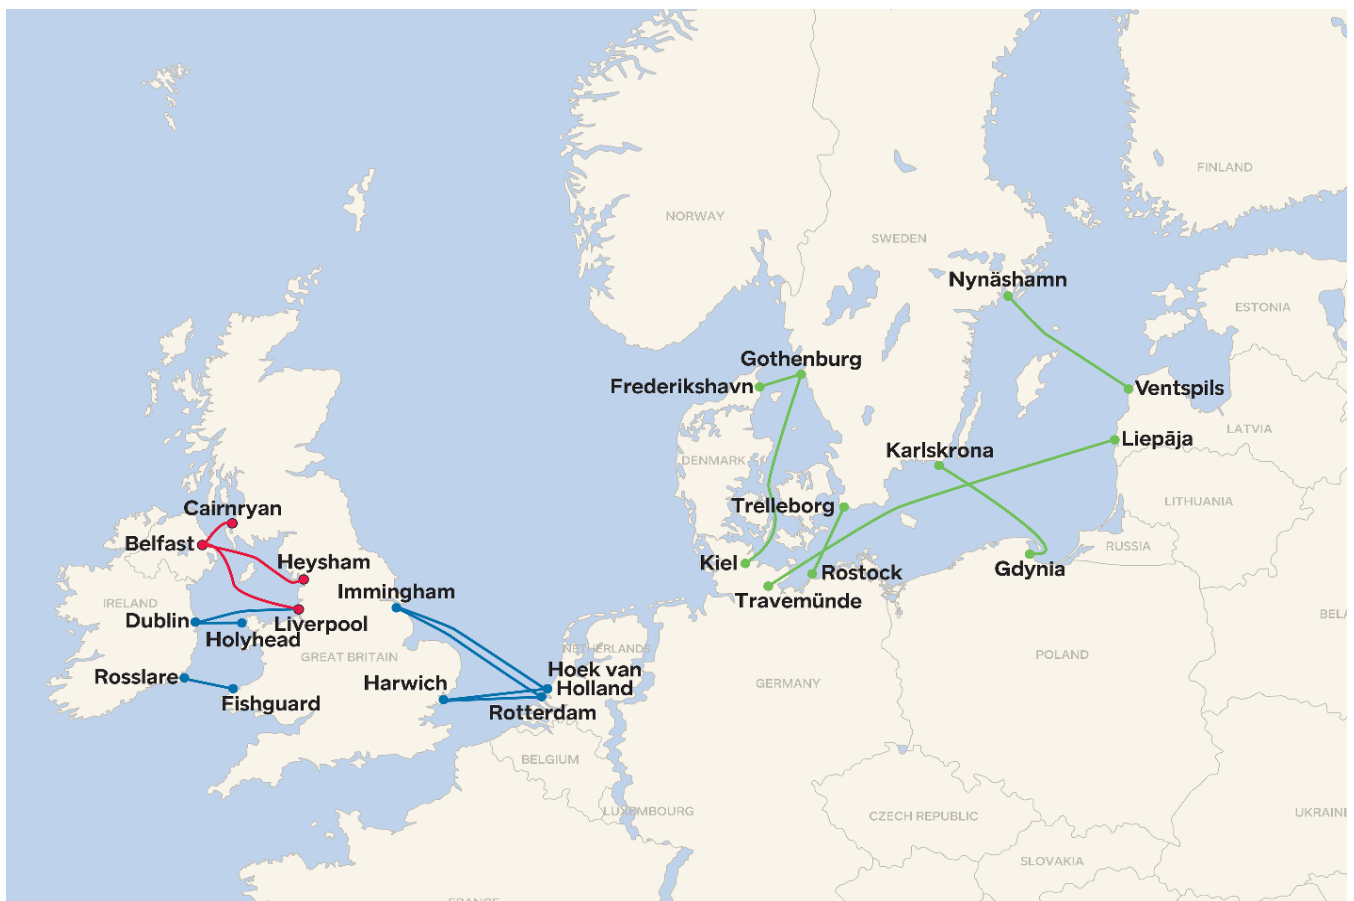 FINLAND
NORWAY
SWEDEN
Nynäshamn
ESTONIA
Gothenburg
Frederikshavn
Ventspils
LATVIA
Liepāja
Karlskrona
DENMARK
LITHUANIA
Trelleborg
Cairnryan
Belfast
RUSSIA
Heysham
Kiel
Rostock
Gdynia
Immingham
Travemünde
IRELAND
Dublin
Liverpool
Holyhead
BELA
GREAT BRITAIN
NETHERLANDS
POLAND
Rosslare
Hoek van
Holland
Harwich
GERMANY
Fishguard
Rotterdam
BELGIUM
LUXEMBOURG
CZECH REPUBLIC
UKRAINE
SLOVAKIA
FRANCE